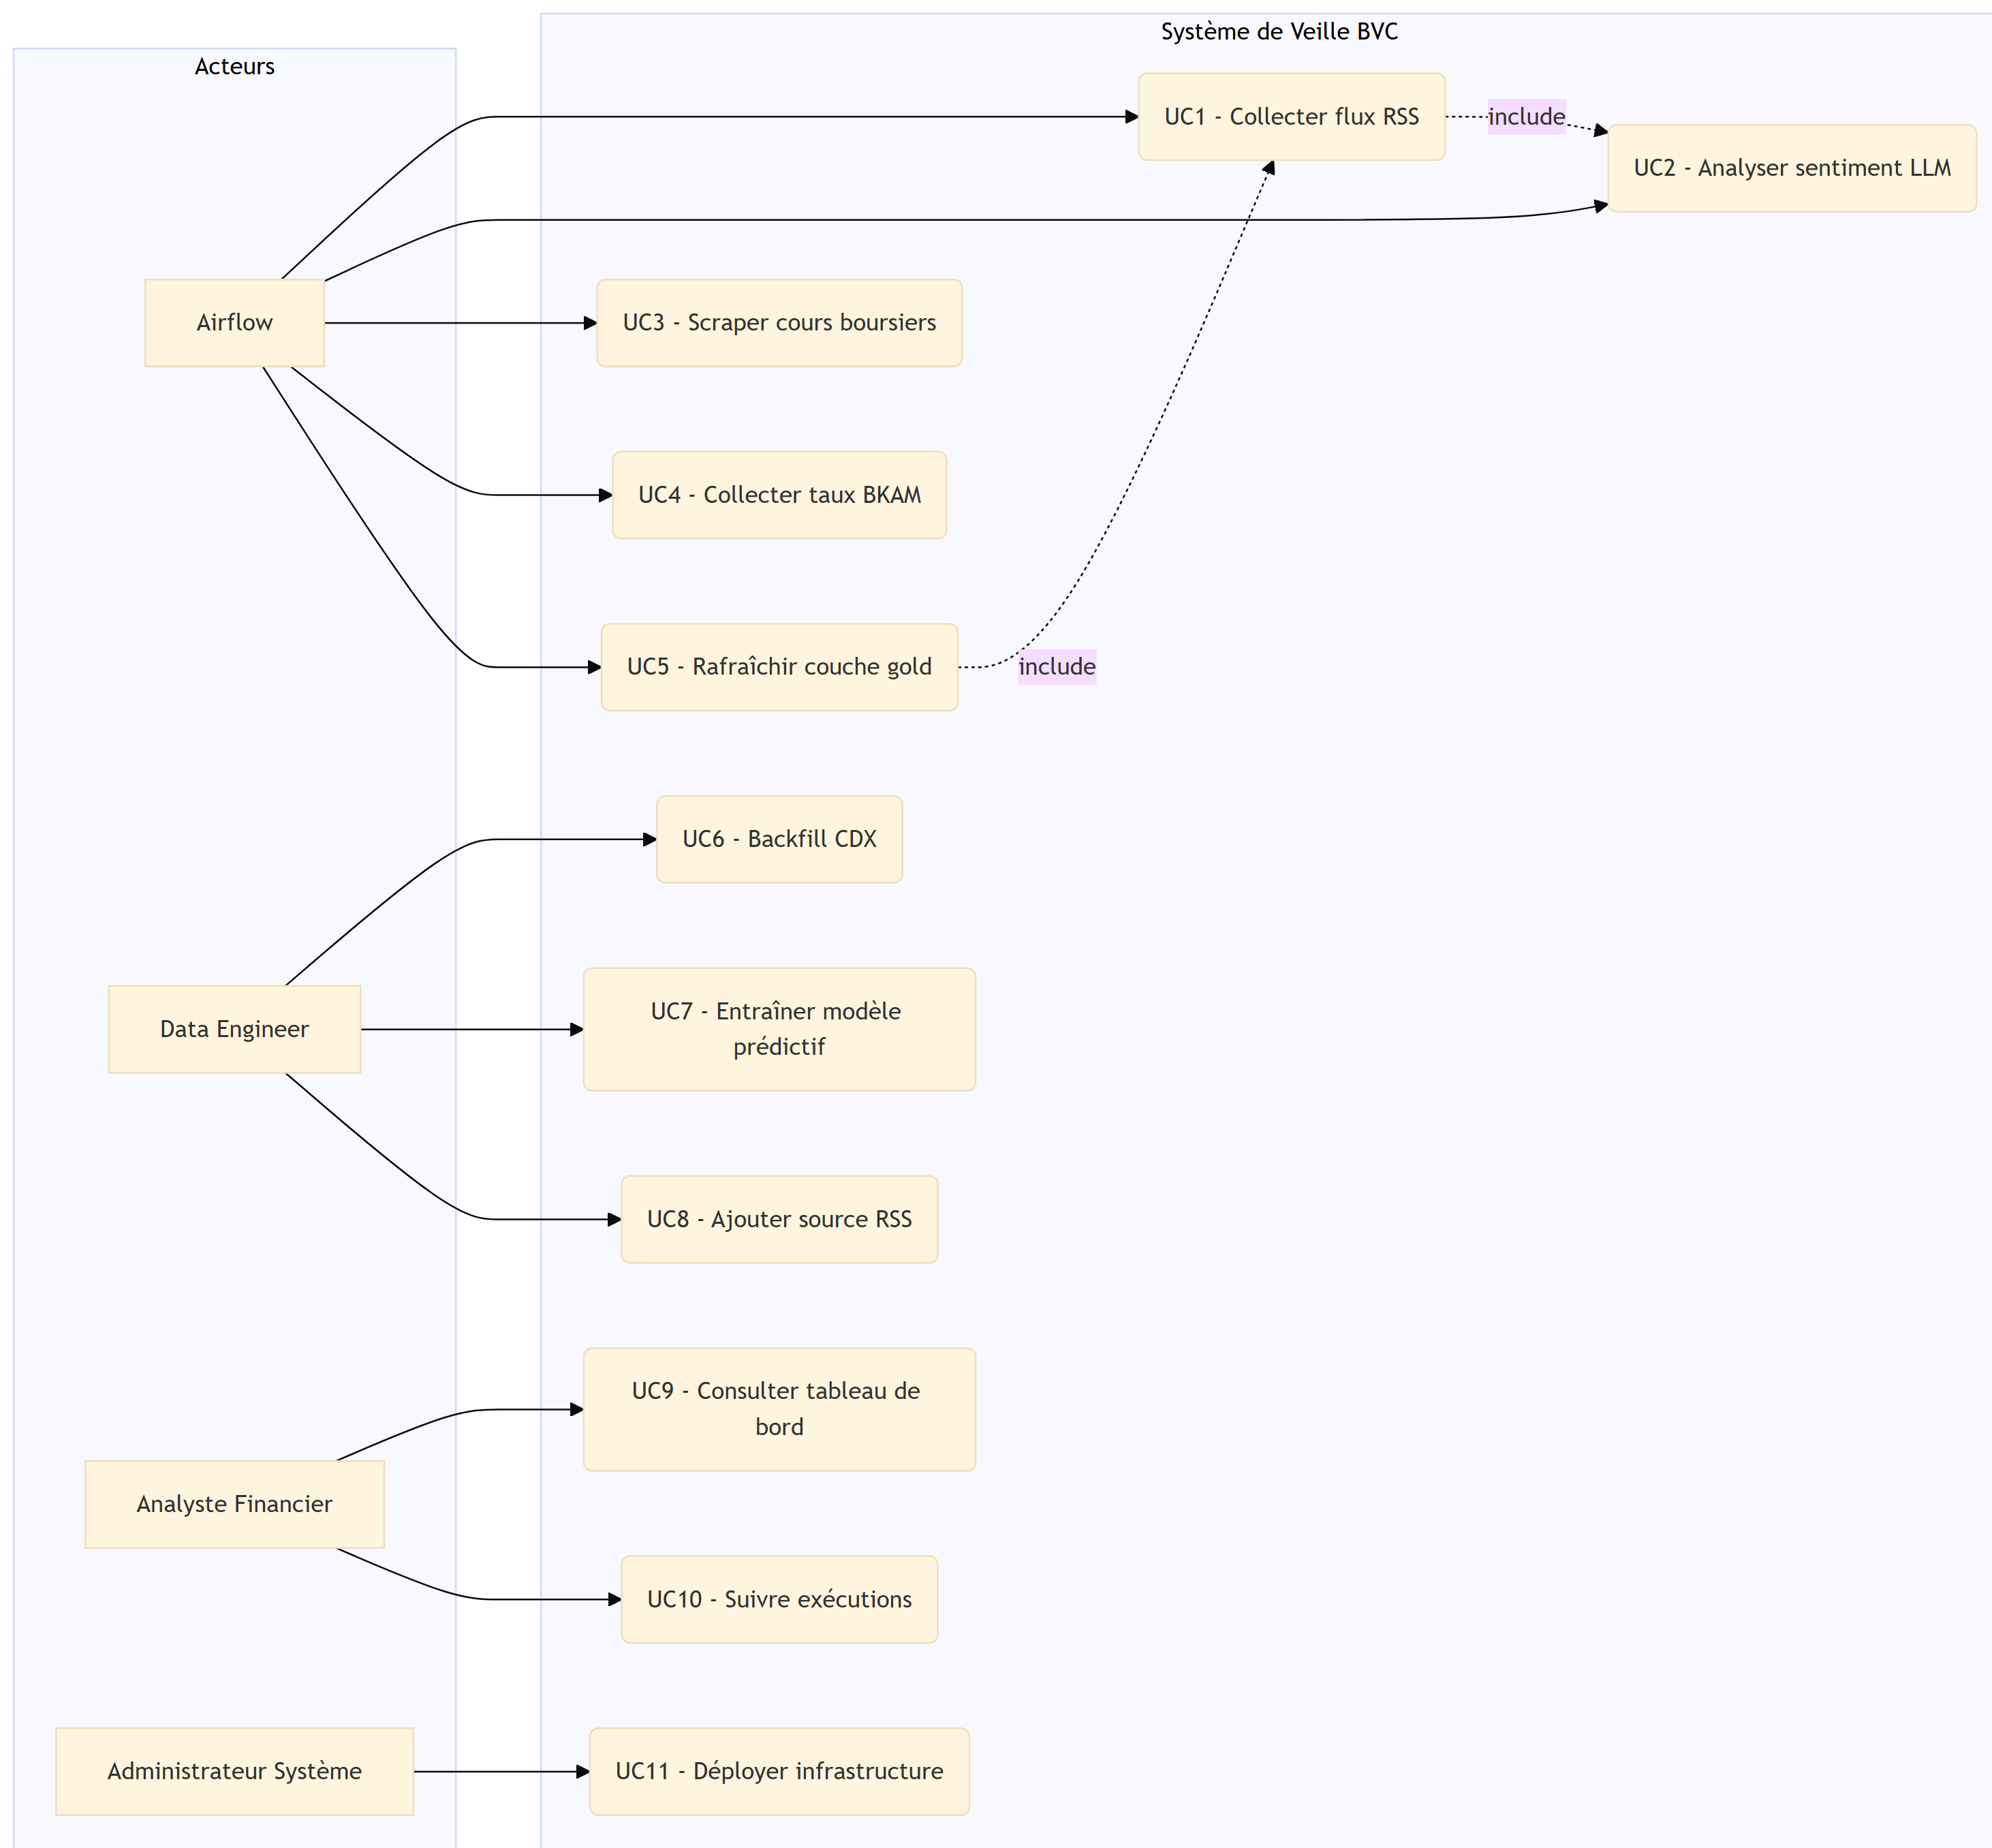 Système de Veille BVC
Acteurs
UC1 - Collecter flux RSS
include
UC2 - Analyser sentiment LLM
Airflow
UC3 - Scraper cours boursiers
UC4 - Collecter taux BKAM
UC5 - Rafraîchir couche gold
include
UC6 - Backfill CDX
Data Engineer
UC7 - Entraîner modèle
prédictif
UC8 - Ajouter source RSS
UC9 - Consulter tableau de
bord
Analyste Financier
UC10 - Suivre exécutions
Administrateur Système
UC11 - Déployer infrastructure